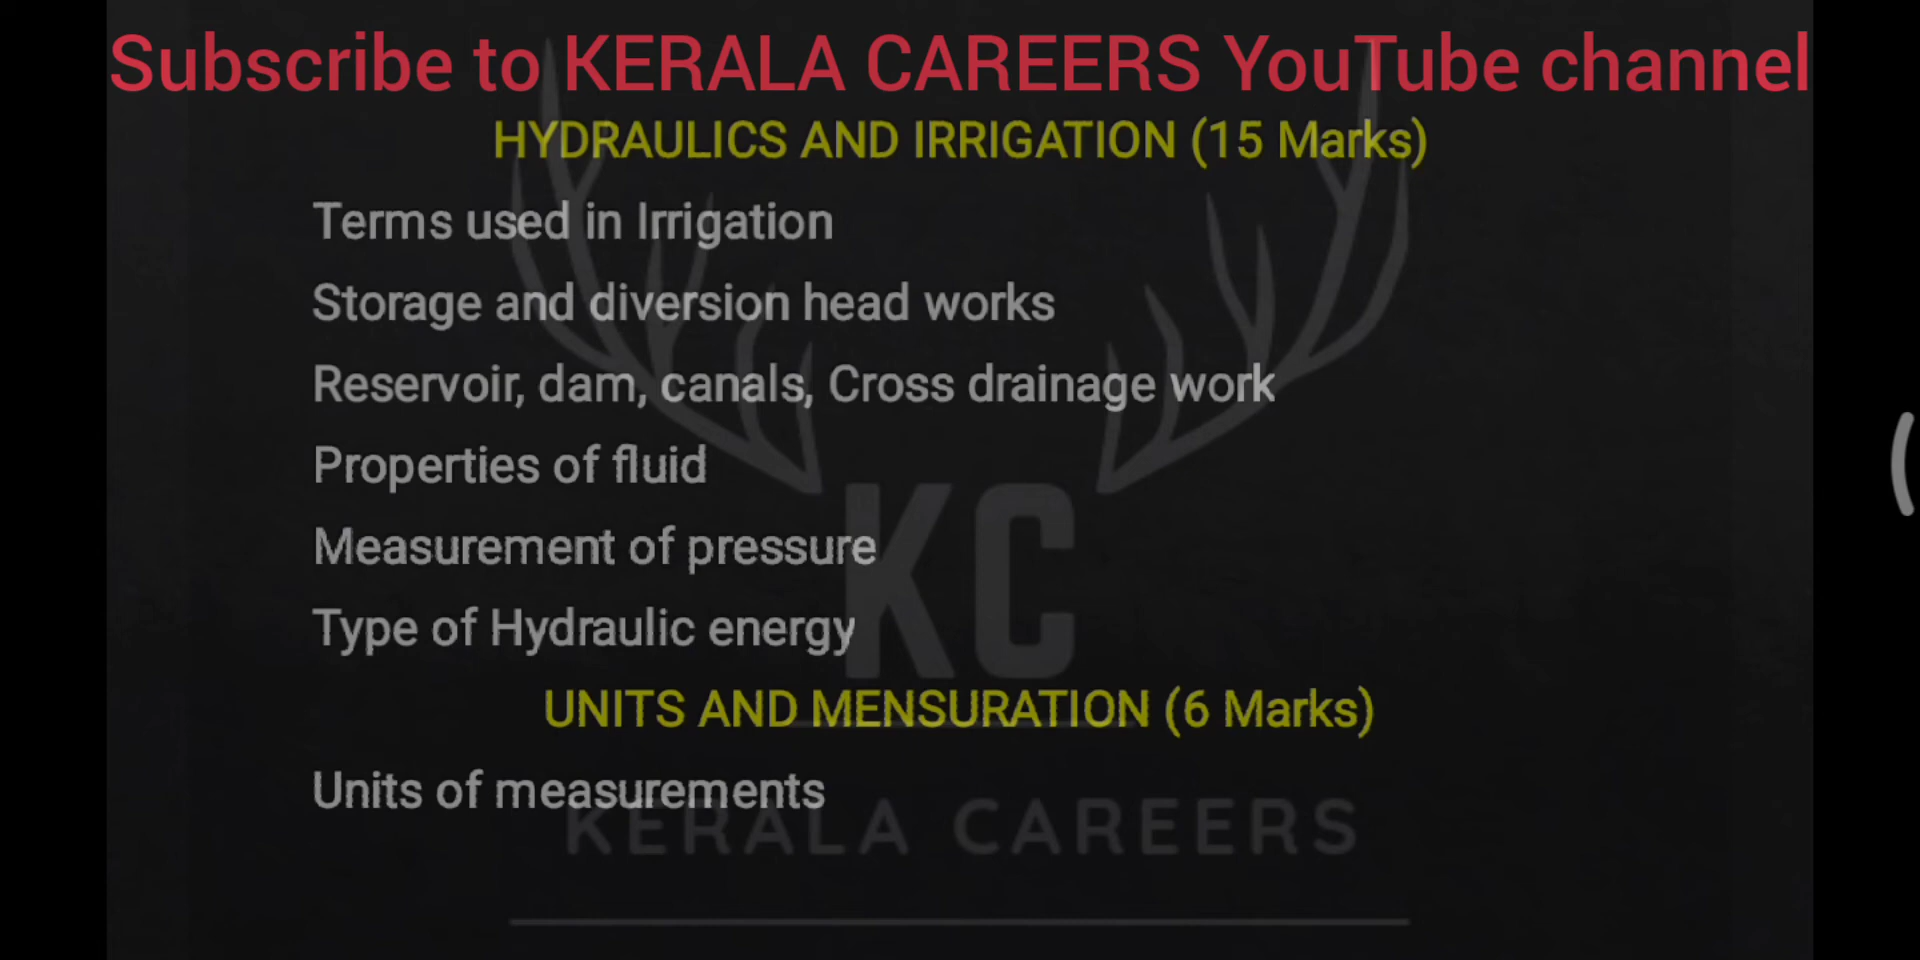 Subscribe to KERALA CAREERS YouTube channel
HYDRAULICS AND IRRIGATION (15 Marks)
Terms used in Irrigation
Storage and diversion head works
Reservoir, dam, canals, Cross drainage work
Properties of fluid
Measurement of pressure
KC
Type of Hydraulic energy
UNITS AND MENSURATION (6 Marks)
Units of measurements
KERALA CAREERS